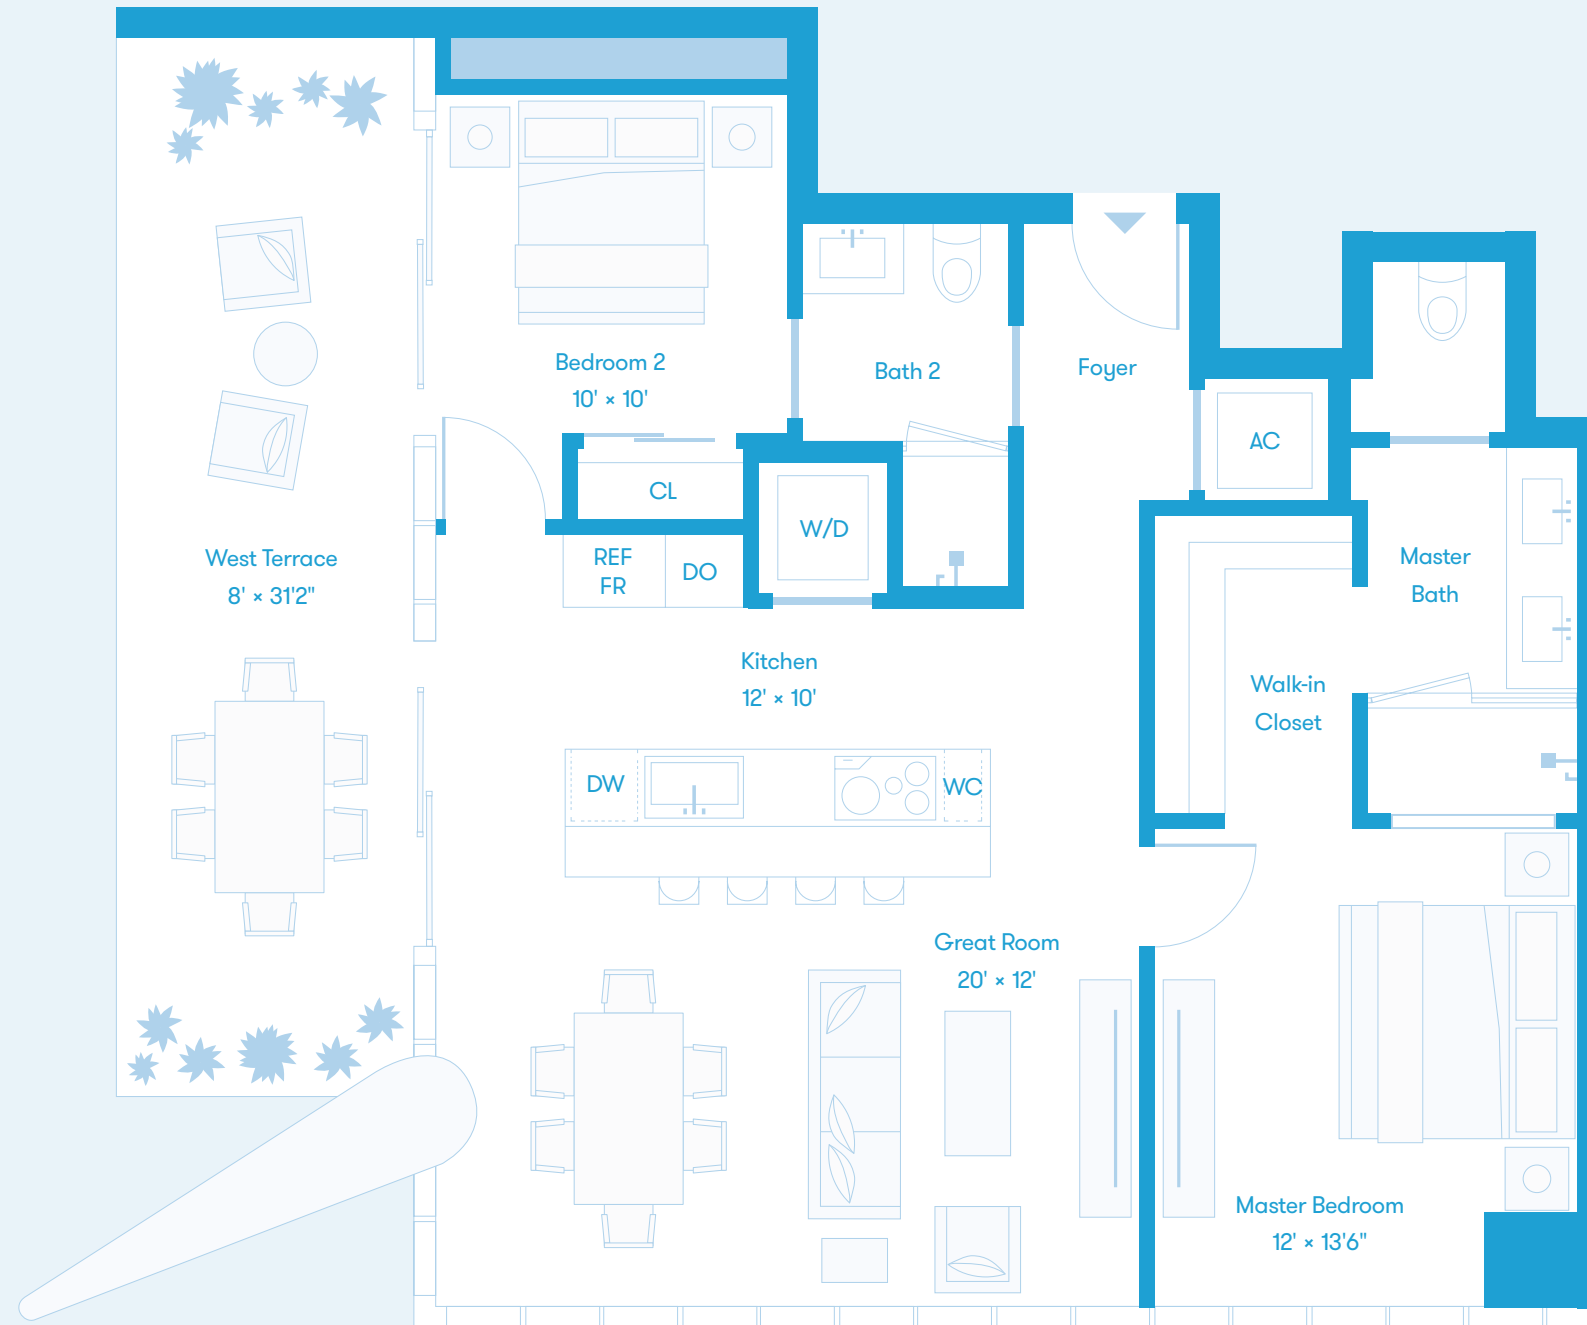 Bedroom 2
10' × 10'
Bath 2
Foyer
AC
CL
W/D
REF
FR
DO
West Terrace
8' × 31'2"
Master
Bath
Kitchen
12' × 10'
Walk-in
Closet
DW
WC
Great Room
20' × 12'
Master Bedroom
12' × 13'6"